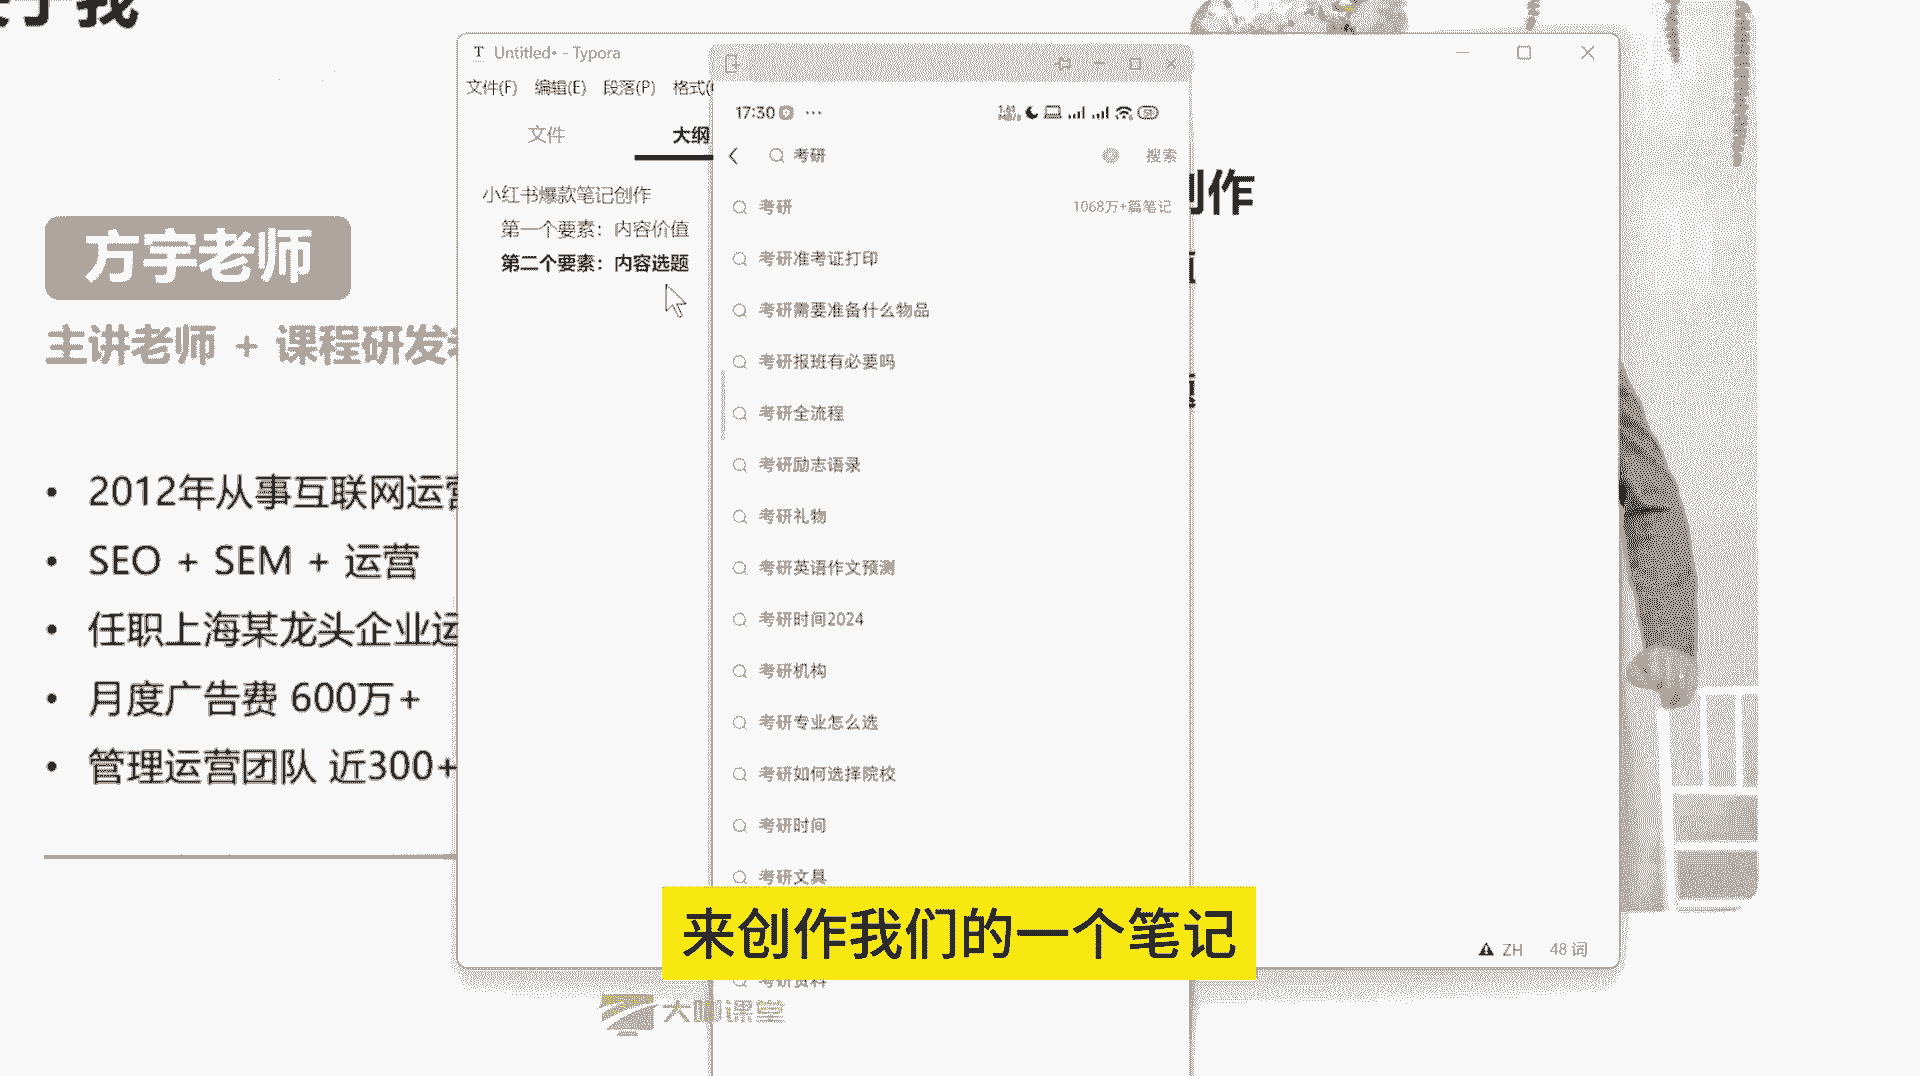 于我
方宇老师
主讲老师 + 课程研发
• 2012年从事互联网运营
• SEO + SEM + 运营
• 任职上海某龙头企业运
• 月度广告费 600万+
• 管理运营团队 近300+
Untitled• - Typora
文件(F) 编辑(E) 段落(P) 格式(
文件 大纲
小红书爆款笔记创作
第一个要素：内容价值
第二个要素：内容选题
创作
17:30
考研 搜索
考研 1068万+篇笔记
考研准考证打印
考研需要准备什么物品
考研报班有必要吗
考研全流程
考研励志语录
考研礼物
考研英语作文预测
考研时间2024
考研机构
考研专业怎么选
考研如何选择院校
考研时间
考研文具
来创作我们的一个笔记
考研资料
ZH 48 词
课堂